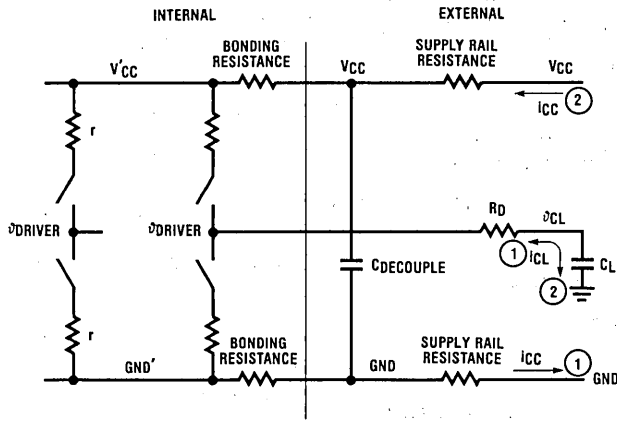 INTERNAL
EXTERNAL
BONDING
RESISTANCE
SUPPLY RAIL
RESISTANCE
V'CC
VCC
VCC
iCC
2
r
RD
vCL
vDRIVER
vDRIVER
1
iCL
CL
2
CDECOUPLE
r
BONDING
RESISTANCE
SUPPLY RAIL
RESISTANCE
GND'
GND
iCC
1
GND